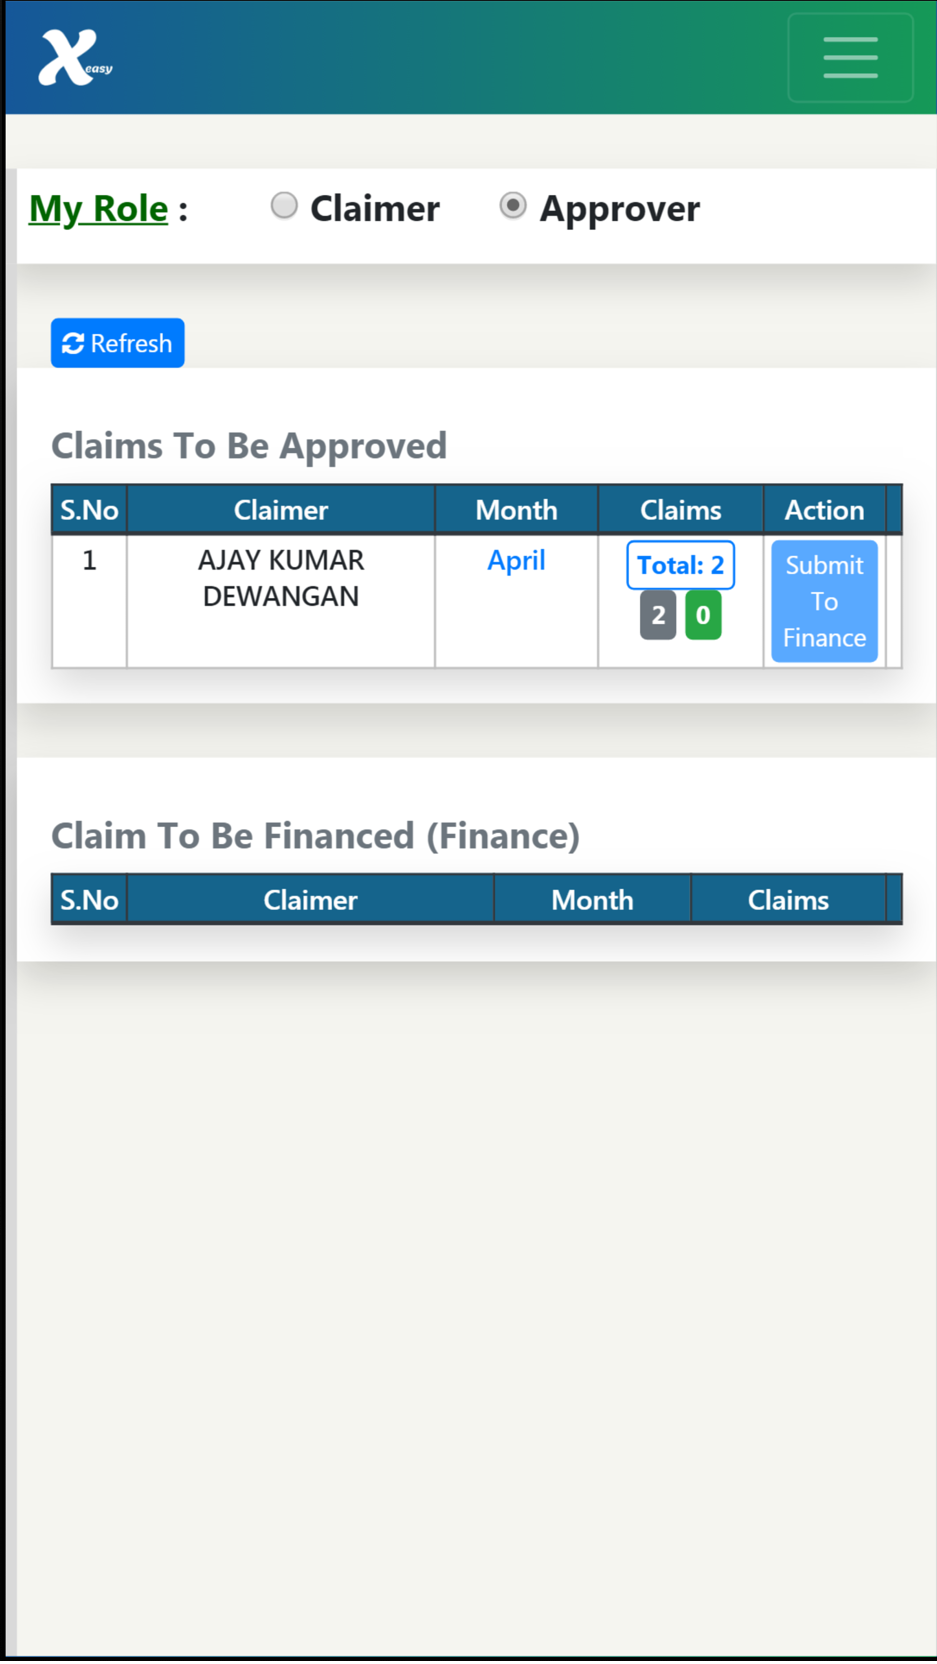 X easy
My Role : Claimer Approver
Refresh
Claims To Be Approved
S.No Claimer Month Claims Action
1 AJAY KUMAR DEWANGAN April Total: 2 2 0 Submit To Finance
Claim To Be Financed (Finance)
S.No Claimer Month Claims